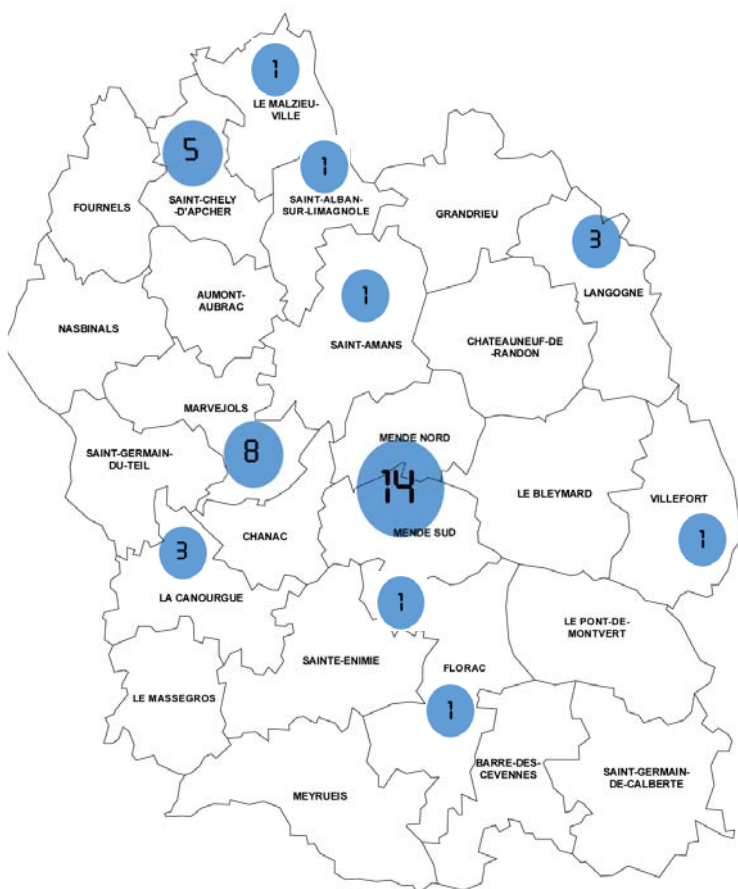 1
LE MALZIEU-
VILLE
5
1
SAINT-CHELY
-D'APCHER
SAINT-ALBAN-
SUR-LIMAGNOLE
FOURNELS
GRANDRIEU
3
LANGOGNE
AUMONT-
AUBRAC
1
NASBINALS
SAINT-AMANS
CHATEAUNEUF-DE
-RANDON
MARVEJOLS
8
SAINT-GERMAIN-
DU-TEIL
MENDE NORD
14
LE BLEYMARD
VILLEFORT
CHANAC
MENDE SUD
1
3
LA CANOURGUE
1
LE PONT-DE-
MONTVERT
SAINTE-ENIMIE
FLORAC
LE MASSEGROS
1
BARRE-DES-
CEVENNES
SAINT-GERMAIN-
DE-CALBERTE
MEYRUEIS